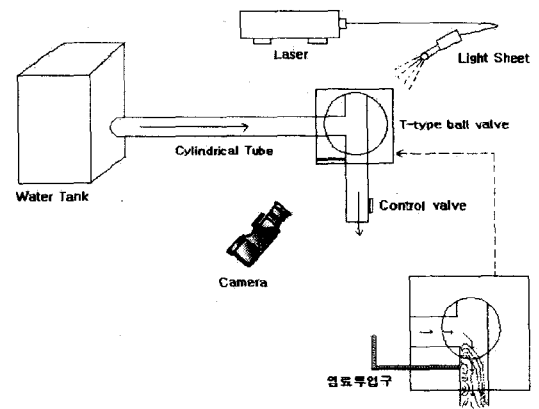 Laser
Light Sheet
T-type ball valve
Cylindrical Tube
Water Tank
Control valve
Camera
염료투입구